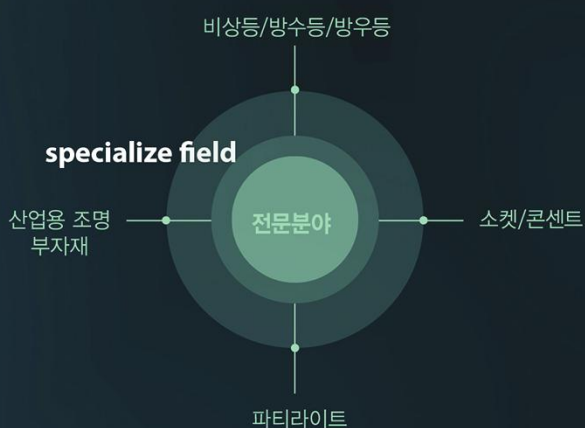 비상등/방수등/방우등
specialize field
전문분야
산업용 조명
부자재
소켓/콘센트
파티라이트